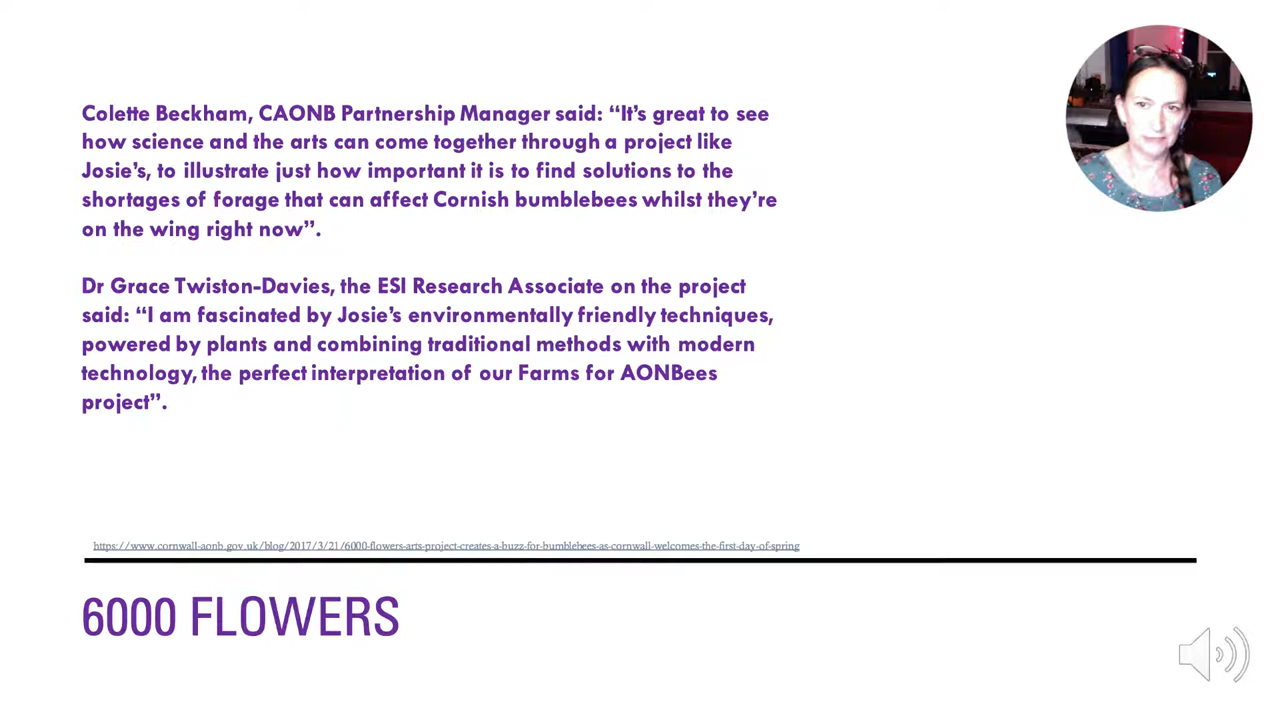 Colette Beckham, CAONB Partnership Manager said: “It’s great to see
how science and the arts can come together through a project like
Josie’s, to illustrate just how important it is to find solutions to the
shortages of forage that can affect Cornish bumblebees whilst they’re
on the wing right now”.
Dr Grace Twiston-Davies, the ESI Research Associate on the project
said: “I am fascinated by Josie’s environmentally friendly techniques,
powered by plants and combining traditional methods with modern
technology, the perfect interpretation of our Farms for AONBees
project”.
https://www.cornwall-aonb.gov.uk/blog/2017/3/21/6000-flowers-arts-project-creates-a-buzz-for-bumblebees-as-cornwall-welcomes-the-first-day-of-spring
6000 FLOWERS